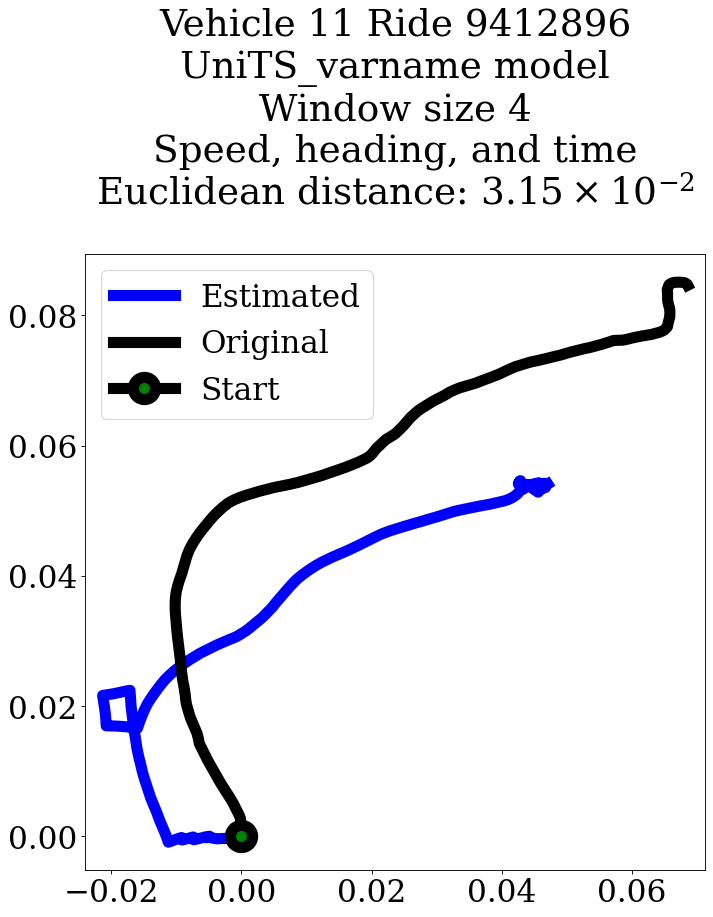 Vehicle 11 Ride 9412896
UniTS_varname model
Window size 4
Speed, heading, and time
Euclidean distance: $3.15 \times 10^{-2}$
Estimated
Original
Start
0.08
0.06
0.04
0.02
0.00
−0.02 0.00 0.02 0.04 0.06